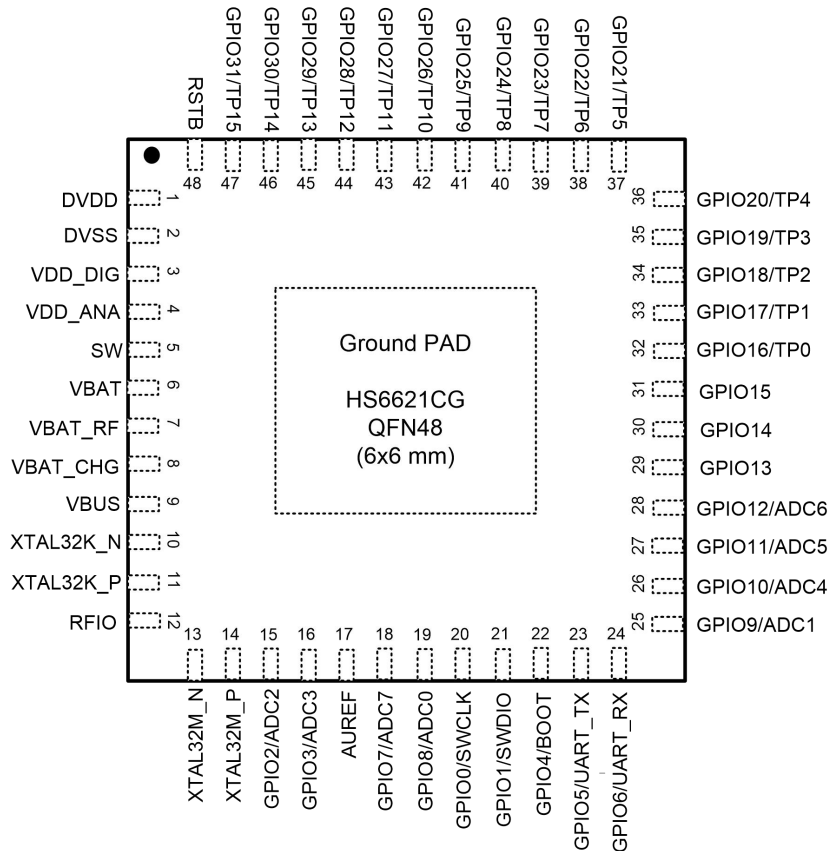 RSTB
GPIO31/TP15
GPIO30/TP14
GPIO29/TP13
GPIO28/TP12
GPIO27/TP11
GPIO26/TP10
GPIO25/TP9
GPIO24/TP8
GPIO23/TP7
GPIO22/TP6
GPIO21/TP5
48
47
46
45
44
43
42
41
40
39
38
37
DVDD
1
DVSS
2
VDD_DIG
3
VDD_ANA
4
SW
5
VBAT
6
VBAT_RF
7
VBAT_CHG
8
VBUS
9
XTAL32K_N
10
XTAL32K_P
11
RFIO
12
Ground PAD
HS6621CG
QFN48
(6x6 mm)
36
GPIO20/TP4
35
GPIO19/TP3
34
GPIO18/TP2
33
GPIO17/TP1
32
GPIO16/TP0
31
GPIO15
30
GPIO14
29
GPIO13
28
GPIO12/ADC6
27
GPIO11/ADC5
26
GPIO10/ADC4
25
GPIO9/ADC1
13
14
15
16
17
18
19
20
21
22
23
24
XTAL32M_N
XTAL32M_P
GPIO2/ADC2
GPIO3/ADC3
AUREF
GPIO7/ADC7
GPIO8/ADC0
GPIO0/SWCLK
GPIO1/SWDIO
GPIO4/BOOT
GPIO5/UART_TX
GPIO6/UART_RX